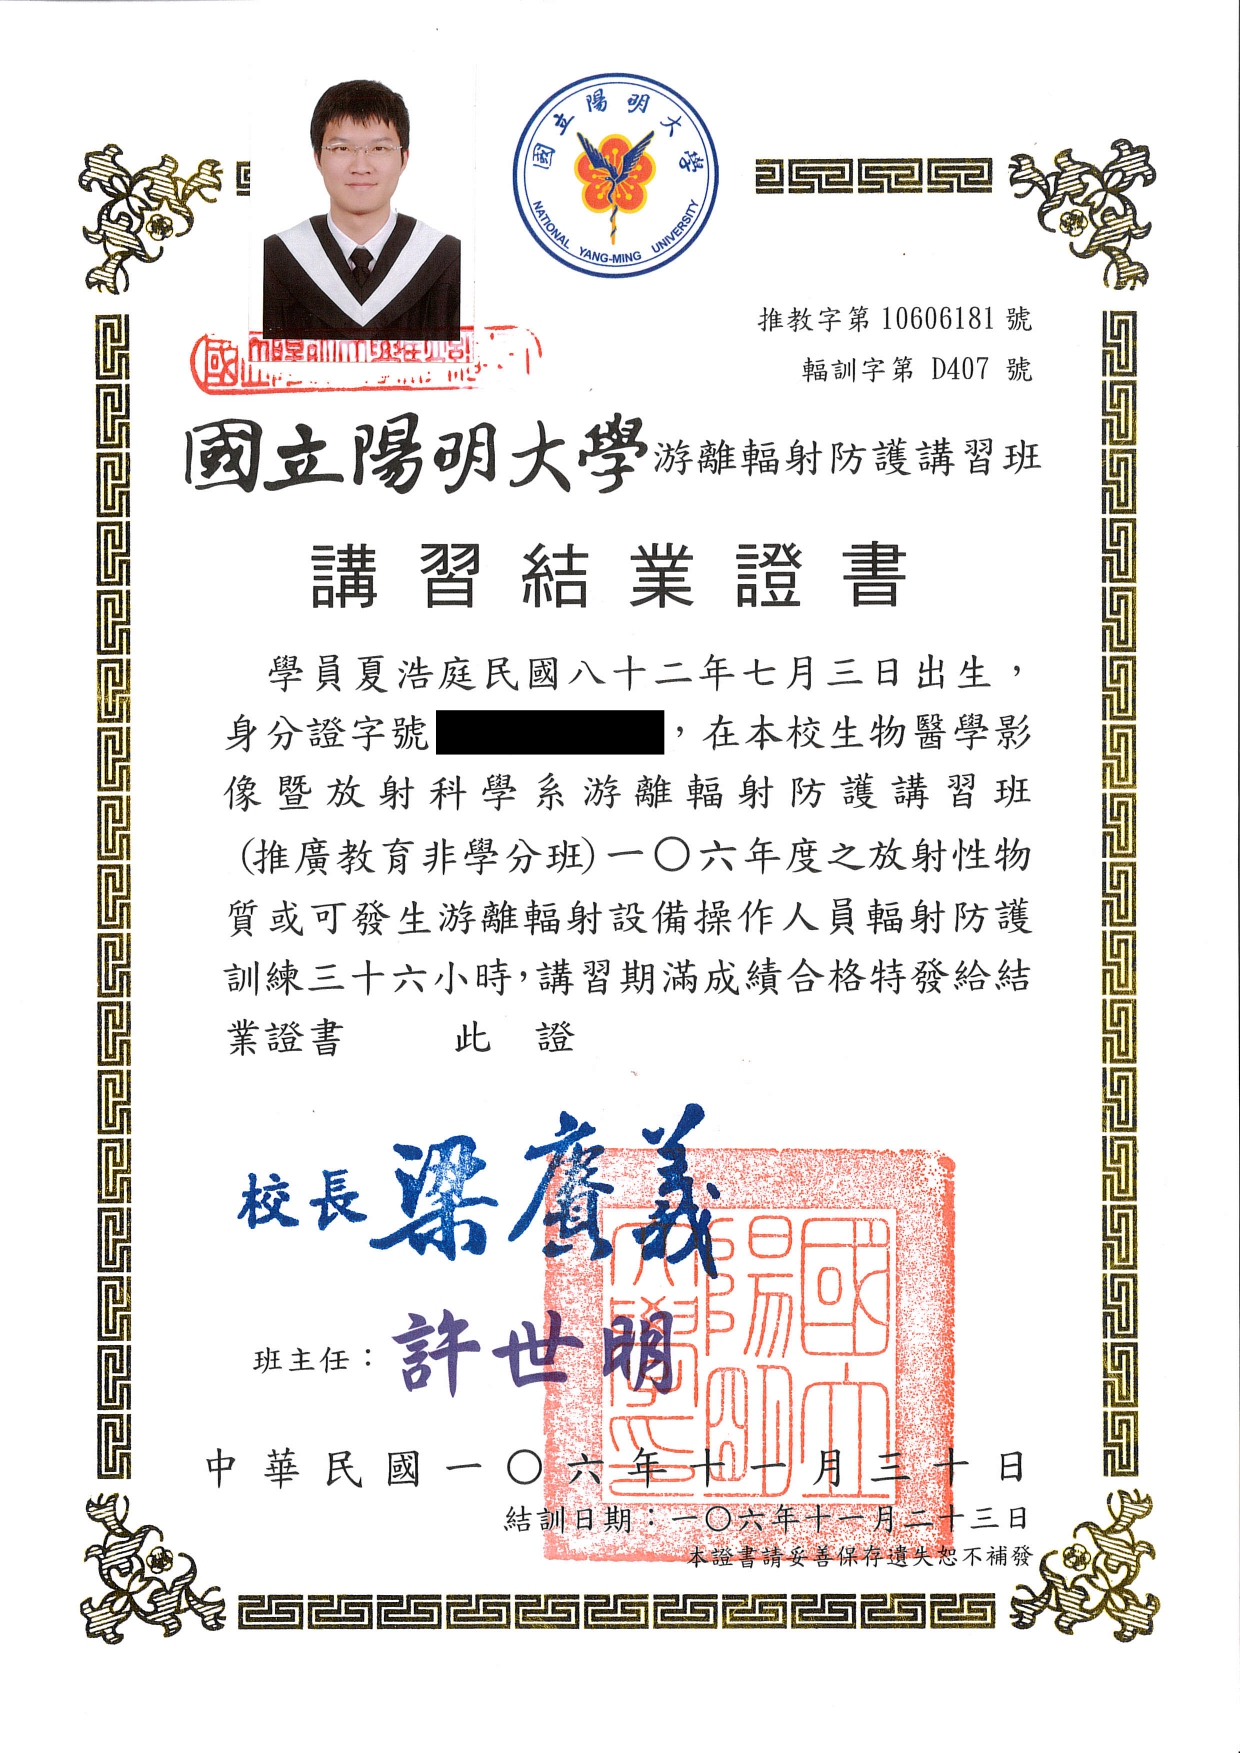 國立陽明大學
NATIONAL YANG-MING UNIVERSITY
推教字第 10606181 號
輻訓字第 D407 號
國立陽明大學游離輻射防護講習班
講習結業證書
學員夏浩庭民國八十二年七月三日出生，
身分證字號，在本校生物醫學影
像暨放射科學系游離輻射防護講習班
(推廣教育非學分班)一〇六年度之放射性物
質或可發生游離輻射設備操作人員輻射防護
訓練三十六小時，講習期滿成績合格特發給結
業證書 此 證
校長 梁賡義
班主任： 許世明
國立陽明大學印
中華民國一〇六年十一月三十日
結訓日期：一〇六年十一月二十三日
本證書請妥善保存遺失恕不補發